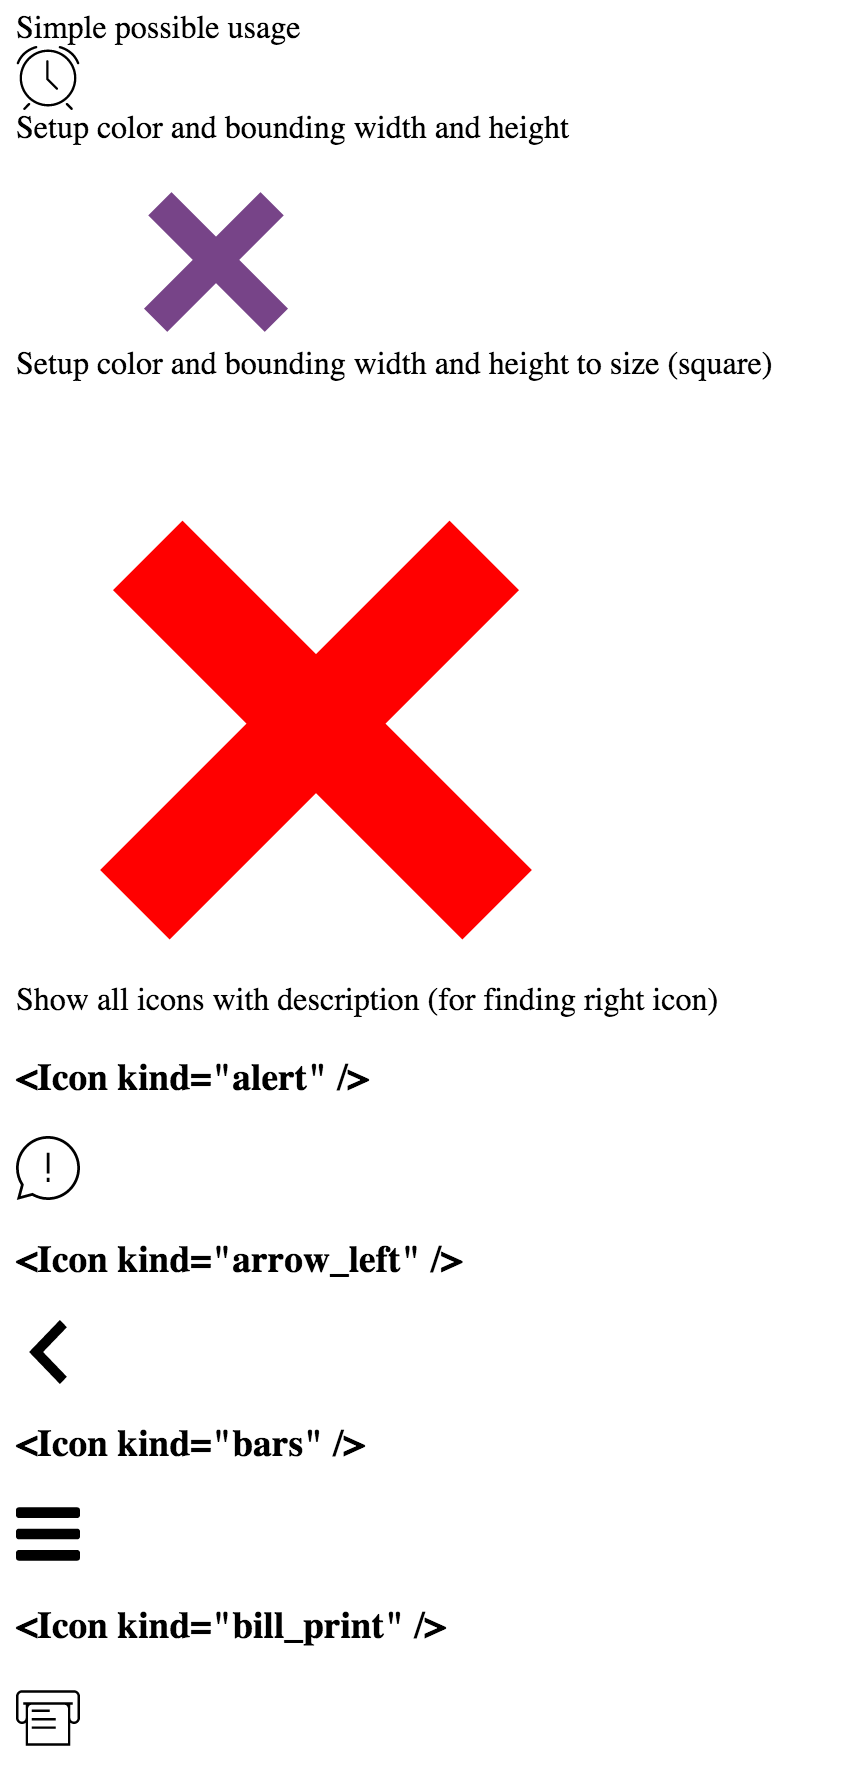 Simple possible usage
Setup color and bounding width and height
Setup color and bounding width and height to size (square)
Show all icons with description (for finding right icon)
<Icon kind="alert" />
!
<Icon kind="arrow_left" />
<Icon kind="bars" />
<Icon kind="bill_print" />